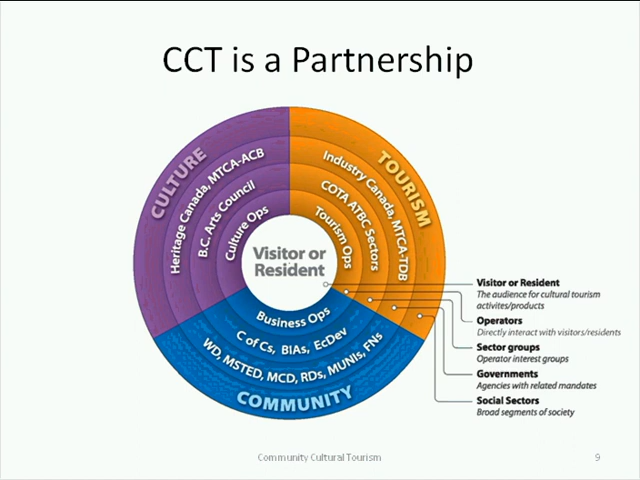 CCT is a Partnership
CULTURE
Heritage Canada, MTCA-ACB
B.C. Arts Council
Culture Ops
TOURISM
Industry Canada, MTCA-TDB
COTA ATBC Sectors
Tourism Ops
Visitor or
Resident
Business Ops
C of Cs, BIAs, EcDev
WD, MSTED, MCD, RDs, MUNIs, FNs
COMMUNITY
Visitor or Resident
The audience for cultural tourism
activites/products
Operators
Directly interact with visitors/residents
Sector groups
Operator interest groups
Governments
Agencies with related mandates
Social Sectors
Broad segments of society
Community Cultural Tourism
9